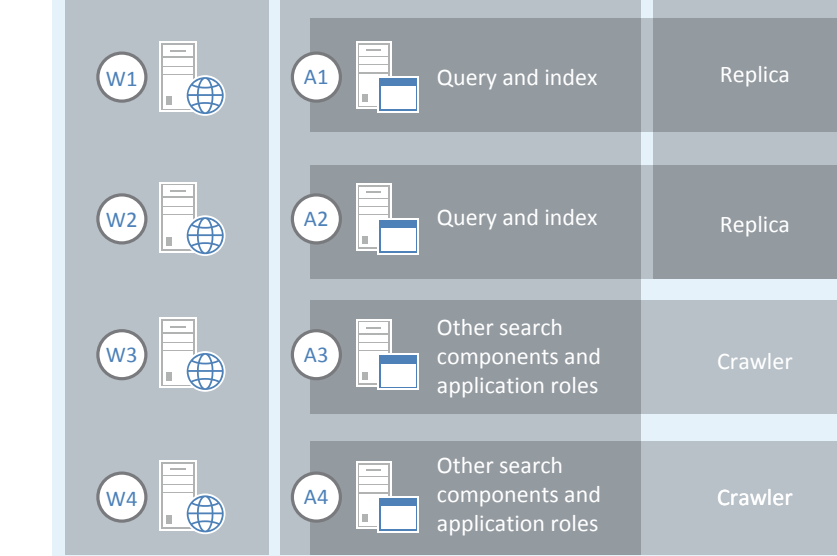 W1
A1
Query and index
Replica
W2
A2
Query and index
Replica
W3
A3
Other search
components and
application roles
Crawler
W4
A4
Other search
components and
application roles
Crawler